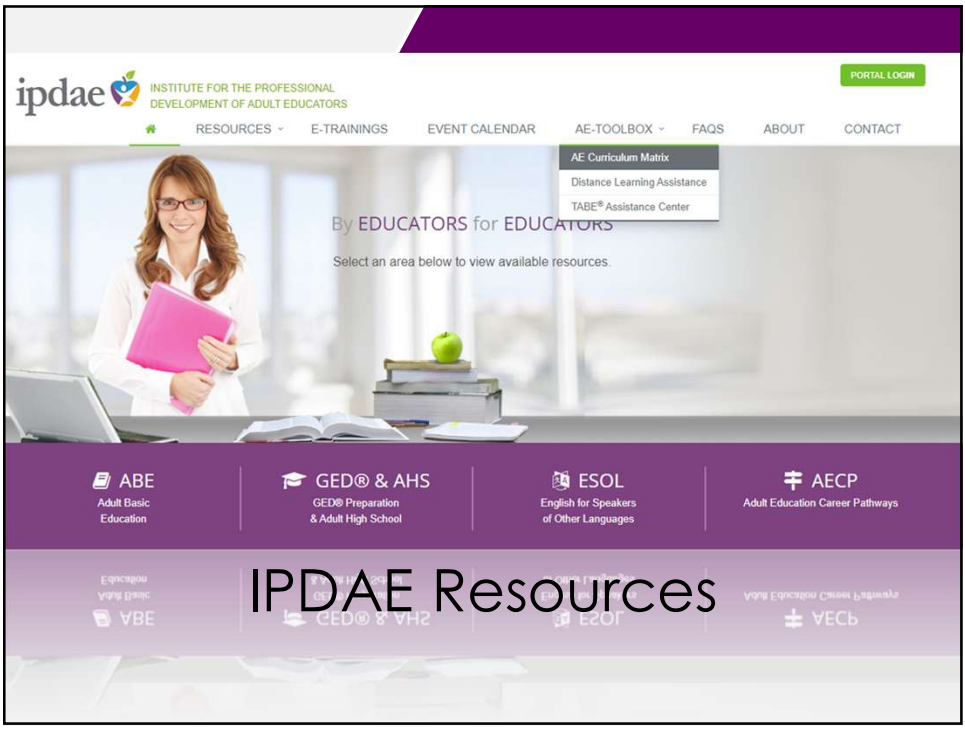 ipdae
INSTITUTE FOR THE PROFESSIONAL
DEVELOPMENT OF ADULT EDUCATORS
PORTAL LOGIN
RESOURCES E-TRAININGS EVENT CALENDAR AE-TOOLBOX FAQS ABOUT CONTACT
AE Curriculum Matrix
Distance Learning Assistance
TABE® Assistance Center
By EDUCATORS for EDUCATORS
Select an area below to view available resources.
ABE
Adult Basic
Education
GED® & AHS
GED® Preparation
& Adult High School
ESOL
English for Speakers
of Other Languages
AECP
Adult Education Career Pathways
IPDAE Resources